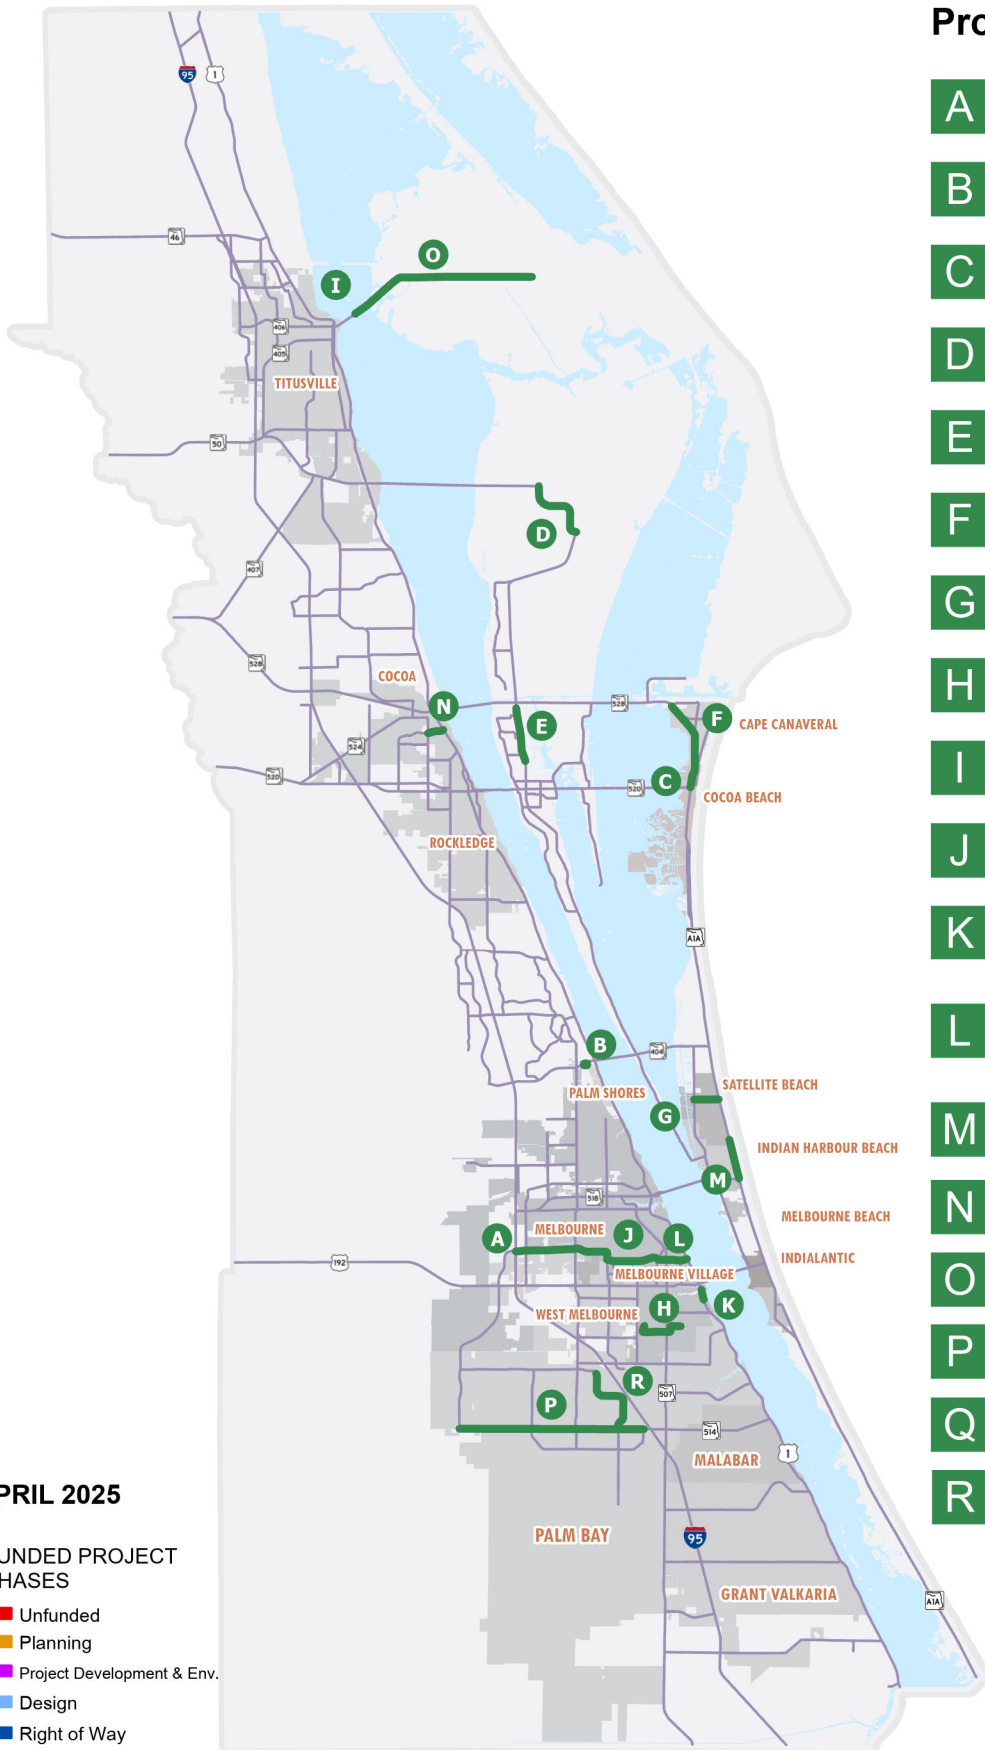 Pro
95
1
A
B
46
O
C
I
406
D
405
TITUSVILLE
50
E
F
D
407
G
528
COCOA
H
N
528
F
CAPE CANAVERAL
E
524
I
520
C
520
COCOA BEACH
ROCKLEDGE
J
K
A1A
L
B
404
SATELLITE BEACH
PALM SHORES
G
M
INDIAN HARBOUR BEACH
M
518
N
MELBOURNE BEACH
A
MELBOURNE
J
L
INDIALANTIC
192
MELBOURNE VILLAGE
O
H
K
WEST MELBOURNE
P
R
507
P
Q
514
1
MALABAR
PRIL 2025
R
PALM BAY
95
UNDED PROJECT
HASES
GRANT VALKARIA
A1A
Unfunded
Planning
Project Development & Env.
Design
Right of Way